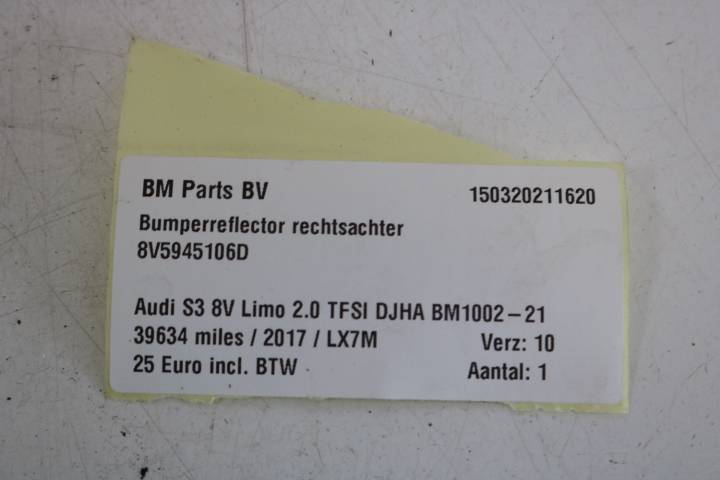 BM Parts BV 150320211620
Bumperreflector rechtsachter
8V5945106D
Audi S3 8V Limo 2.0 TFSI DJHA BM1002-21
39634 miles / 2017 / LX7M Verz: 10
25 Euro incl. BTW Aantal: 1